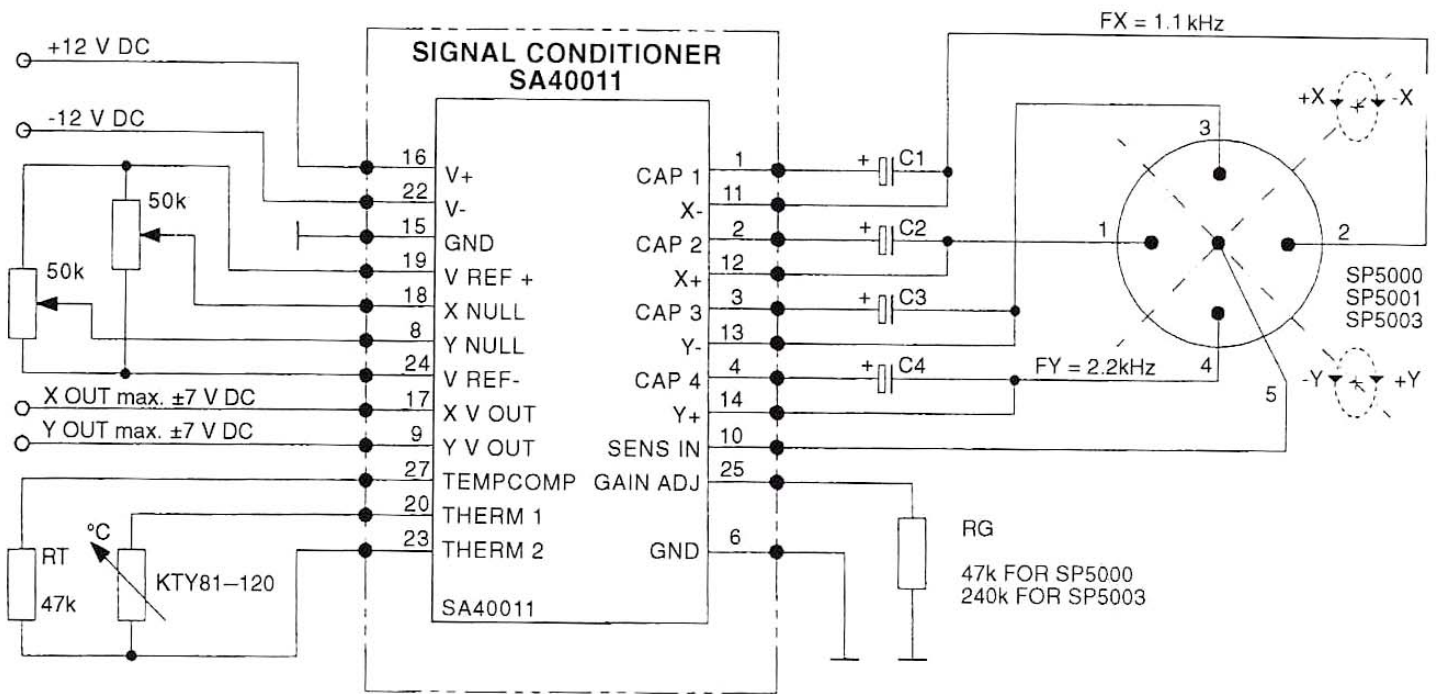 FX = 1.1 kHz
+12 V DC
-12 V DC
SIGNAL CONDITIONER
SA40011
+X -X
3
16 V+
22 V-
15 GND
19 V REF +
18 X NULL
8 Y NULL
24 V REF-
17 X V OUT
9 Y V OUT
27 TEMPCOMP
20 THERM 1
23 THERM 2
SA40011
50k
50k
X OUT max. ±7 V DC
Y OUT max. ±7 V DC
°C
RT
47k
KTY81–120
CAP 1 1
X- 11
CAP 2 2
X+ 12
CAP 3 3
Y- 13
CAP 4 4
Y+ 14
SENS IN 10
GAIN ADJ 25
GND 6
+ C1
+ C2
+ C3
+ C4
1
2
SP5000
SP5001
SP5003
FY = 2.2kHz
4
5
-Y +Y
RG
47k FOR SP5000
240k FOR SP5003